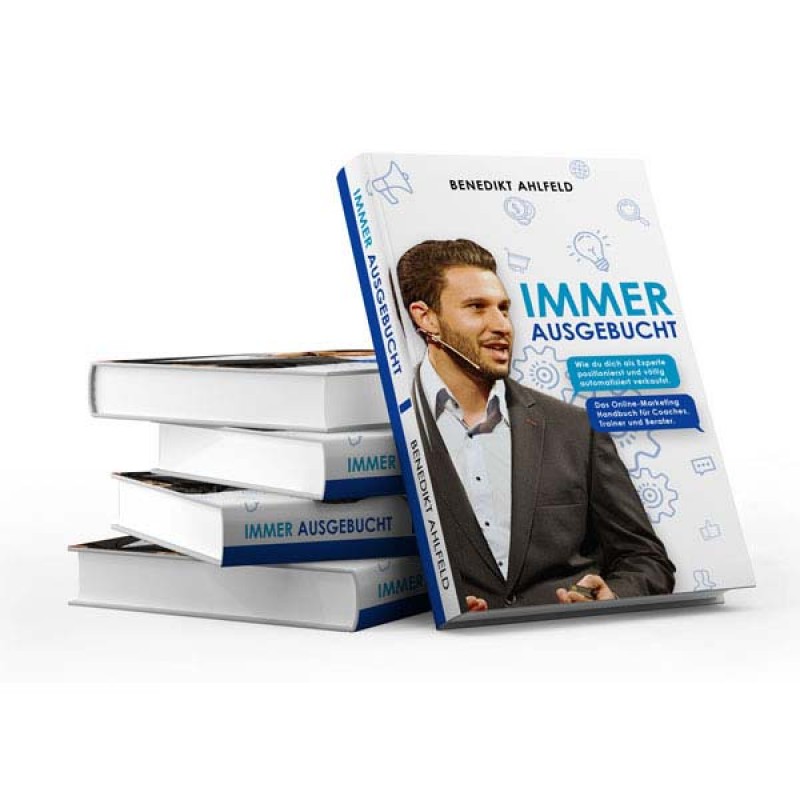 BENEDIKT AHLFELD
IMMER
AUSGEBUCHT
Wie du dich als Experte
positionierst und völlig
automatisiert verkaufst.
Das Online-Marketing
Handbuch für Coaches,
Trainer und Berater.
IMMER AUSGEBUCHT
BENEDIKT AHLFELD
IMMER
IMMER AUSGEBUCHT
IMMER